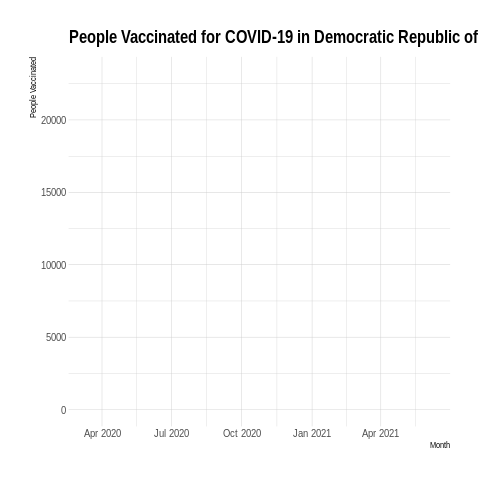 People Vaccinated for COVID-19 in Democratic Republic of
People Vaccinated
20000
15000
10000
5000
0
Apr 2020 Jul 2020 Oct 2020 Jan 2021 Apr 2021
Month